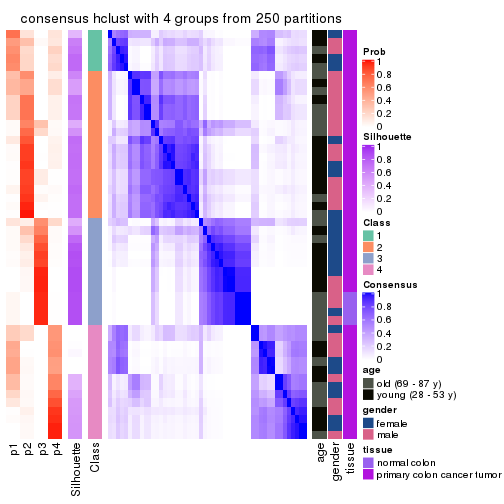 consensus hclust with 4 groups from 250 partitions
Prob
1
0.8
0.6
0.4
0.2
0
Silhouette
1
0.8
0.6
0.4
0.2
0
Class
1
2
3
4
Consensus
1
0.8
0.6
0.4
0.2
0
age
old (69 - 87 y)
young (28 - 53 y)
gender
female
male
tissue
normal colon
primary colon cancer tumor
p1
p2
p3
p4
Silhouette
Class
age
gender
tissue